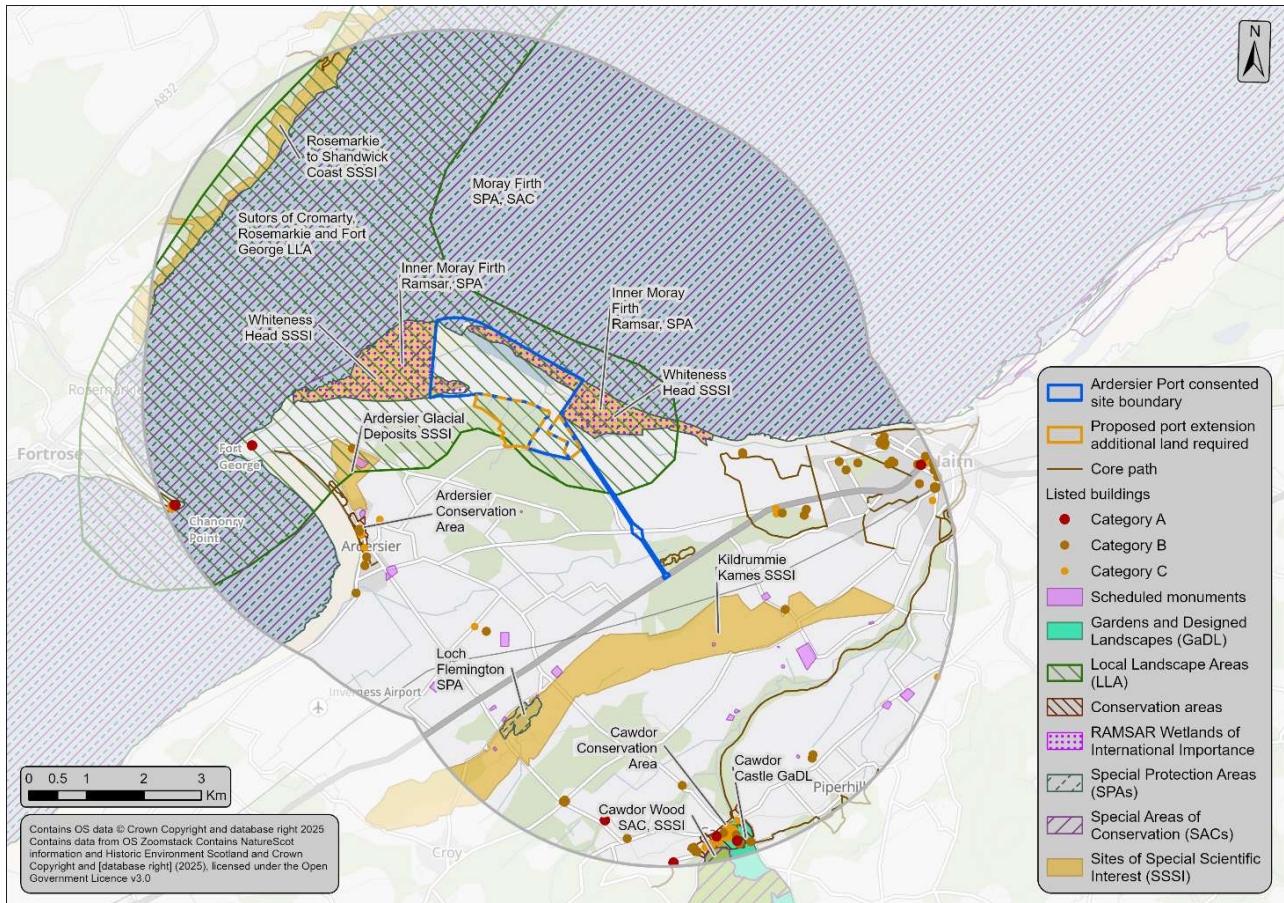 N
A832
Rosemarkie
to Shandwick
Coast SSSI
Moray Firth
SPA, SAC
Sutors of Cromarty,
Rosemarkie and Fort
George LLA
Inner Moray Firth
Ramsar, SPA
Inner Moray
Firth
Ramsar, SPA
Whiteness
Head SSSI
Whiteness
Head SSSI
Rosemarkie
Ardersier Glacial
Deposits SSSI
Fort
George
Fortrose
Nairn
Ardersier
Conservation
Area
Chanonry
Point
Ardersier
Kildrummie
Kames SSSI
Loch
Flemington
SPA
Inverness Airport
Cawdor
Conservation
Area
Cawdor
Castle GaDL
Piperhill
Cawdor Wood
SAC, SSSI
Croy
Ardersier Port consented
site boundary
Proposed port extension
additional land required
Core path
Listed buildings
Category A
Category B
Category C
Scheduled monuments
Gardens and Designed
Landscapes (GaDL)
Local Landscape Areas
(LLA)
Conservation areas
RAMSAR Wetlands of
International Importance
Special Protection Areas
(SPAs)
Special Areas of
Conservation (SACs)
Sites of Special Scientific
Interest (SSSI)
0 0.5 1 2 3
Km
Contains OS data © Crown Copyright and database right 2025
Contains data from OS Zoomstack Contains NatureScot
information and Historic Environment Scotland and Crown
Copyright and [database right] (2025), licensed under the Open
Government Licence v3.0